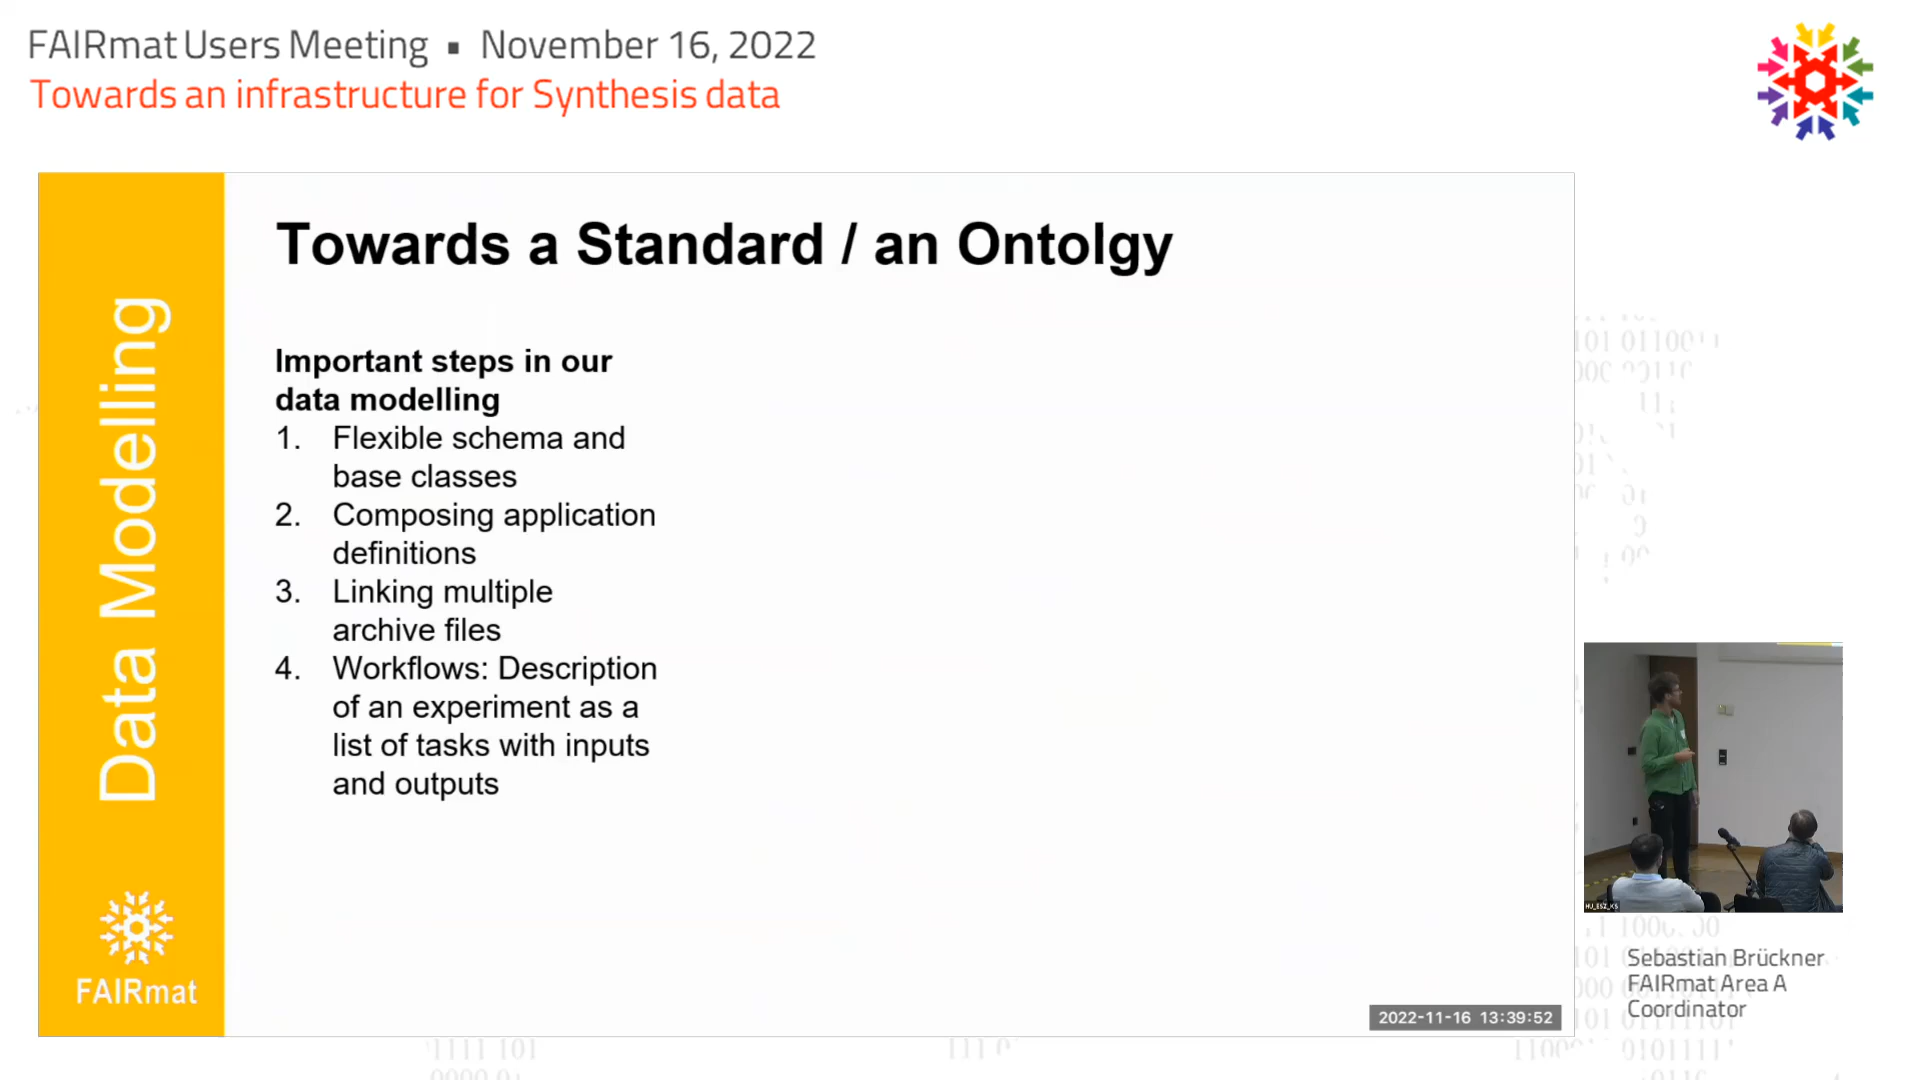 FAIRmat Users Meeting ▪ November 16, 2022
Towards an infrastructure for Synthesis data
Data Modelling
FAIRmat
Towards a Standard / an Ontolgy
Important steps in our
data modelling
1. Flexible schema and
base classes
2. Composing application
definitions
3. Linking multiple
archive files
4. Workflows: Description
of an experiment as a
list of tasks with inputs
and outputs
2022-11-16 13:39:52
Sebastian Brückner
FAIRmat Area A
Coordinator